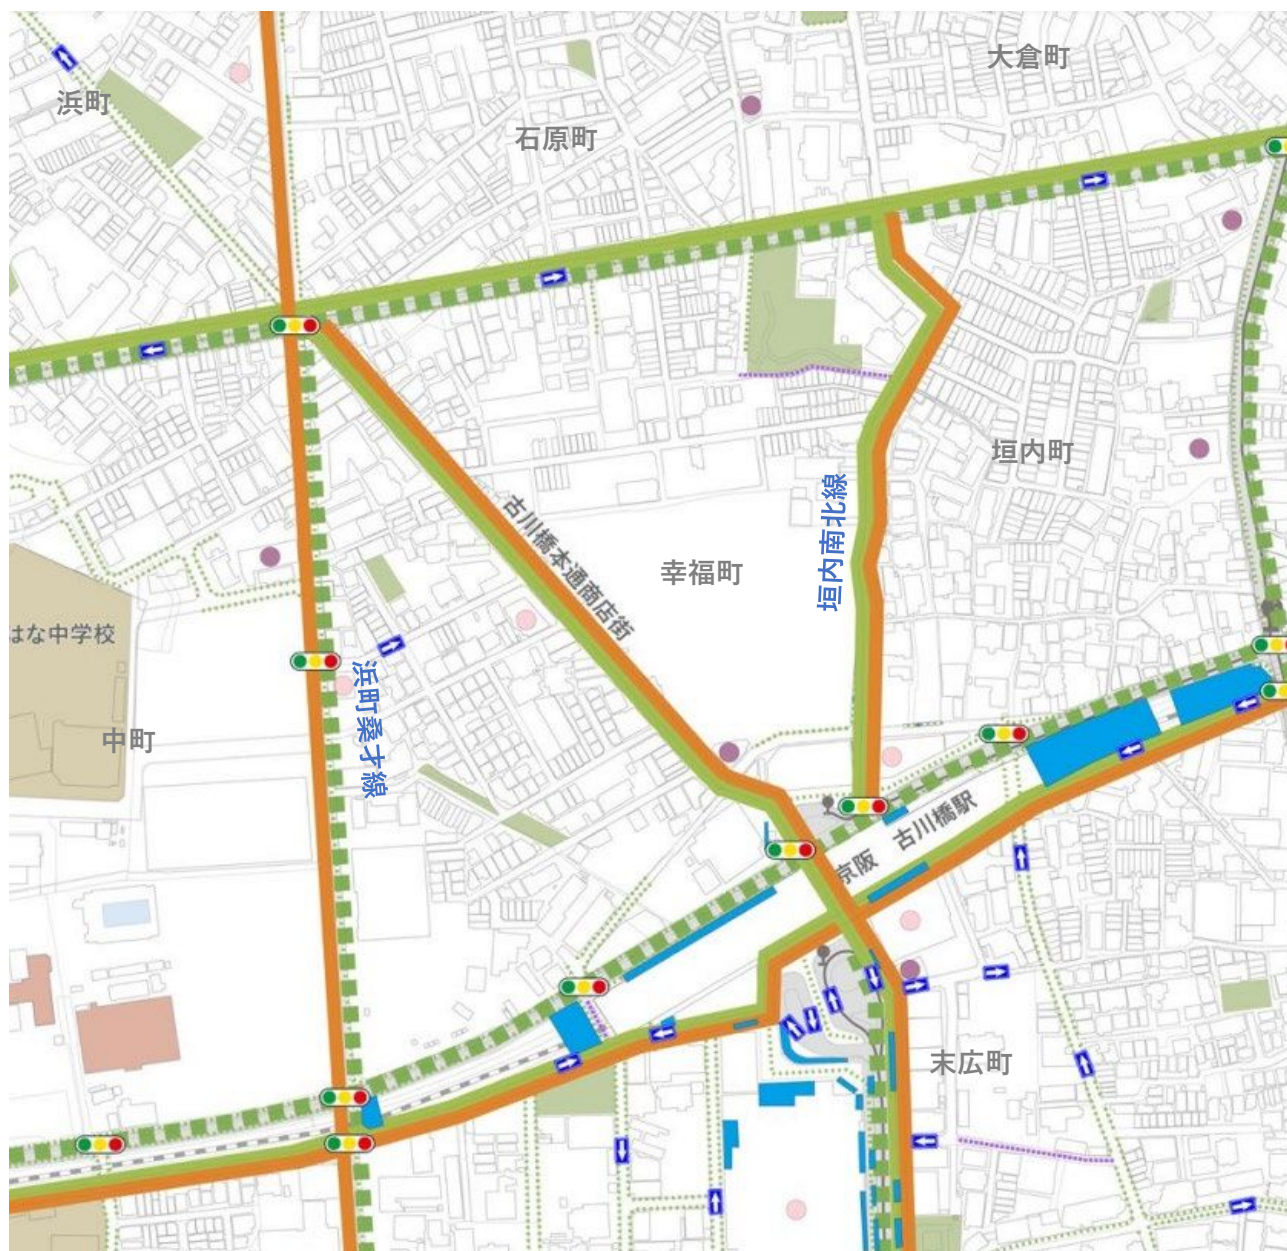 大倉町
浜町
石原町
垣内町
古川橋本通商店街
垣内南北線
幸福町
はな中学校
浜町桑才線
中町
京阪 古川橋駅
末広町